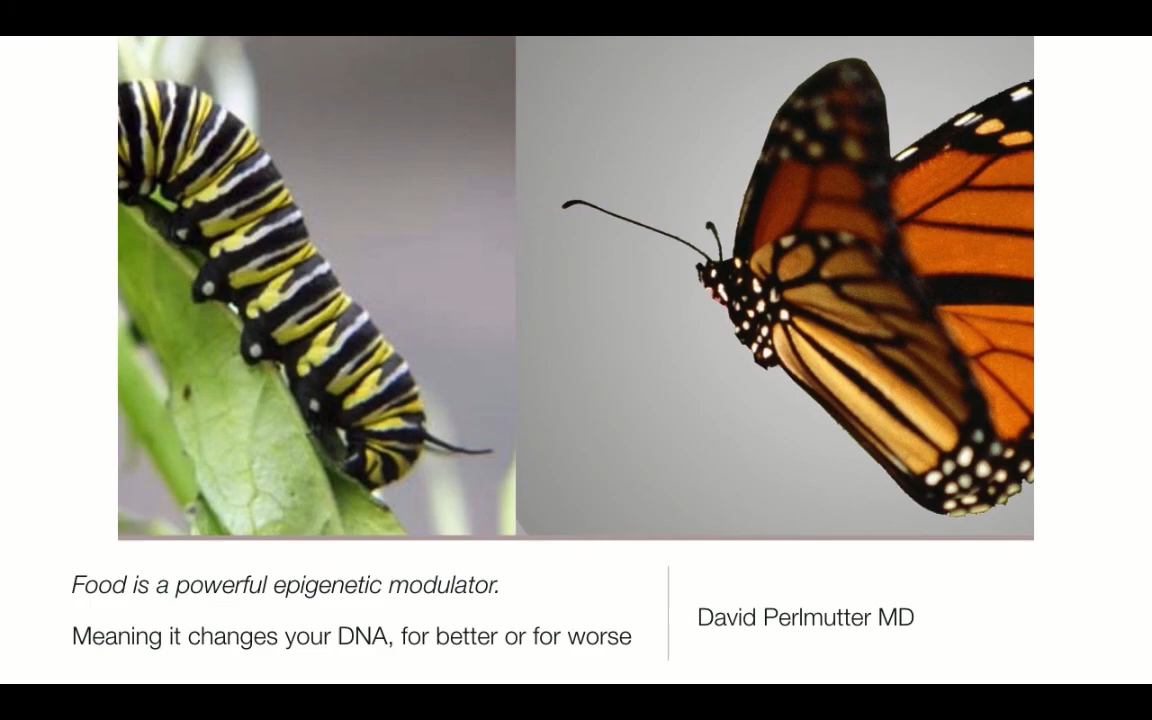 Food is a powerful epigenetic modulator.
Meaning it changes your DNA, for better or for worse
David Perlmutter MD